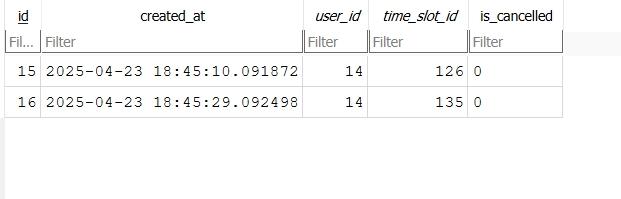 id created_at user_id time_slot_id is_cancelled
Fil... Filter Filter Filter Filter
15 2025-04-23 18:45:10.091872 14 126 0
16 2025-04-23 18:45:29.092498 14 135 0